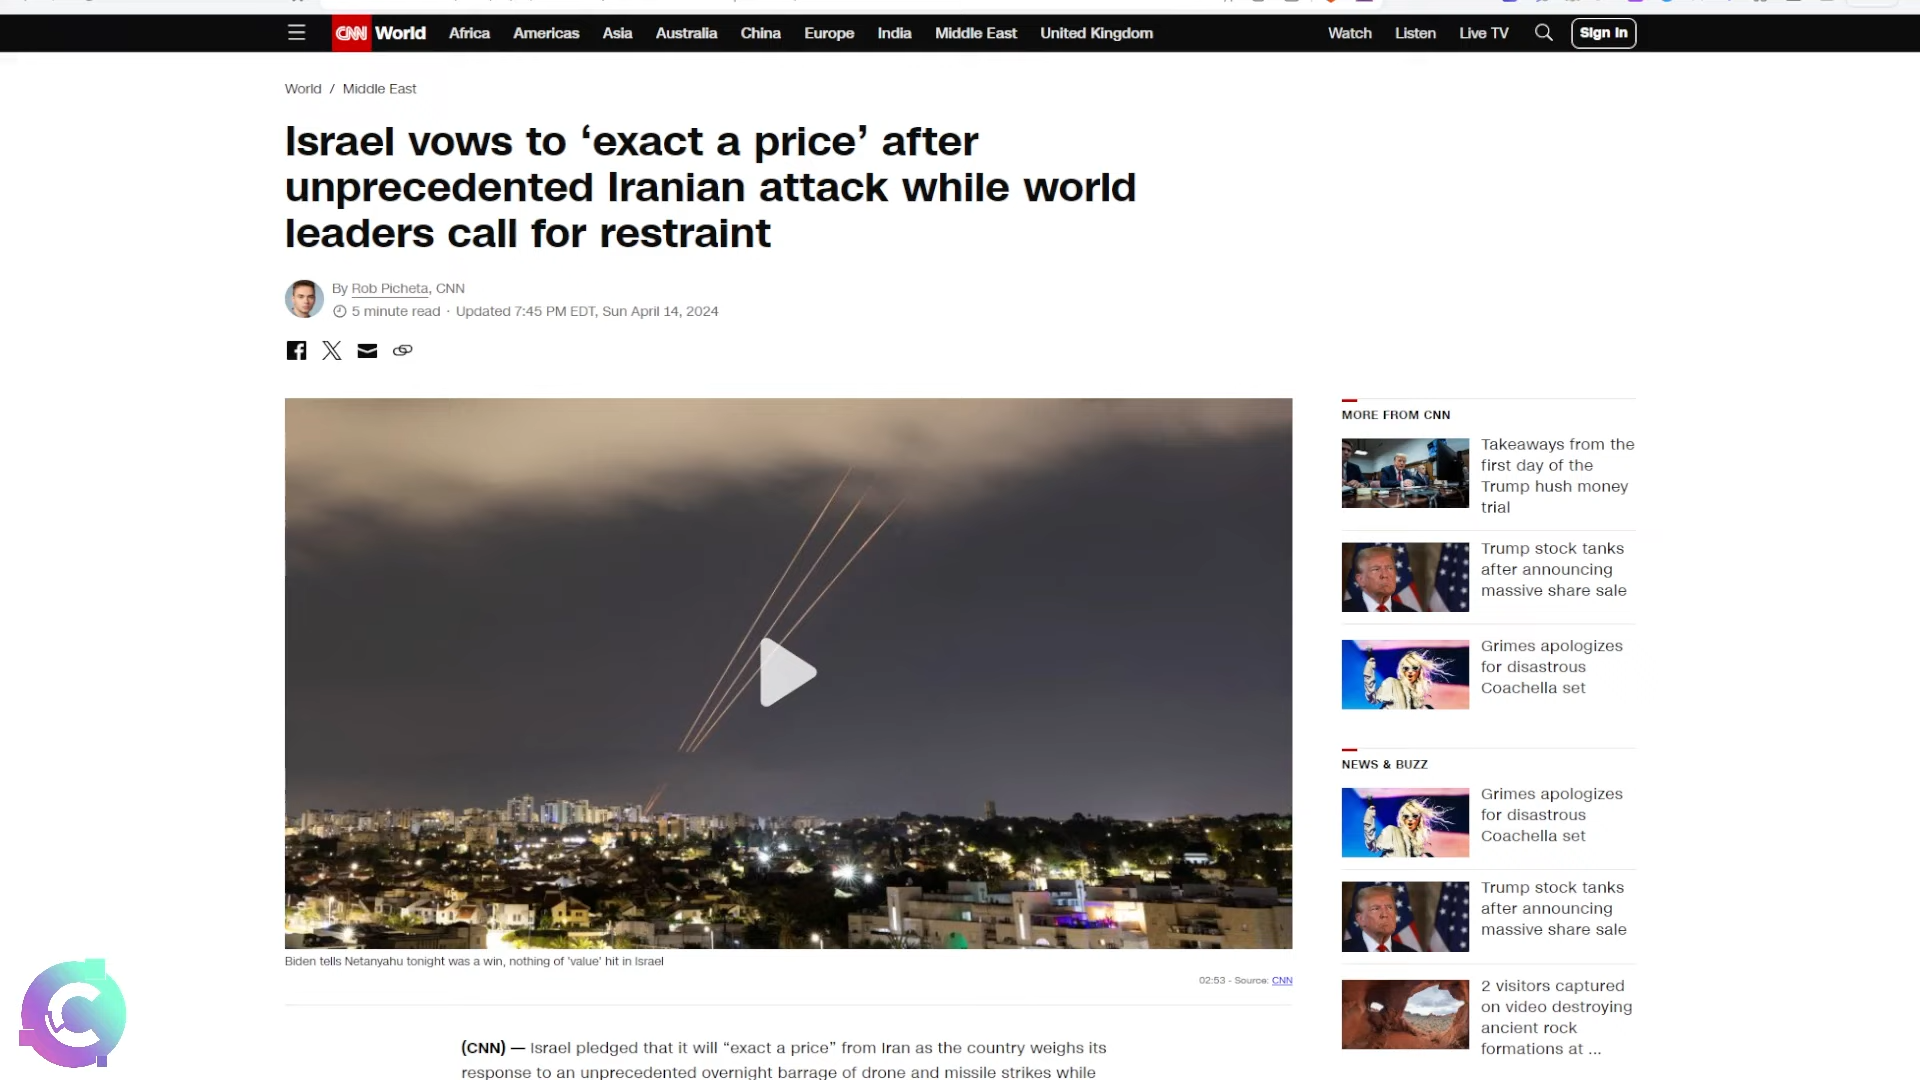 CNN World Africa Americas Asia Australia China Europe India Middle East United Kingdom Watch Listen Live TV Sign In
World / Middle East
Israel vows to ‘exact a price’ after
unprecedented Iranian attack while world
leaders call for restraint
By Rob Picheta, CNN
5 minute read · Updated 7:45 PM EDT, Sun April 14, 2024
Biden tells Netanyahu tonight was a win, nothing of 'value' hit in Israel
02:53 - Source: CNN
(CNN) — Israel pledged that it will “exact a price” from Iran as the country weighs its
response to an unprecedented overnight barrage of drone and missile strikes while
MORE FROM CNN
Takeaways from the
first day of the
Trump hush money
trial
Trump stock tanks
after announcing
massive share sale
Grimes apologizes
for disastrous
Coachella set
NEWS & BUZZ
Grimes apologizes
for disastrous
Coachella set
Trump stock tanks
after announcing
massive share sale
2 visitors captured
on video destroying
ancient rock
formations at ...